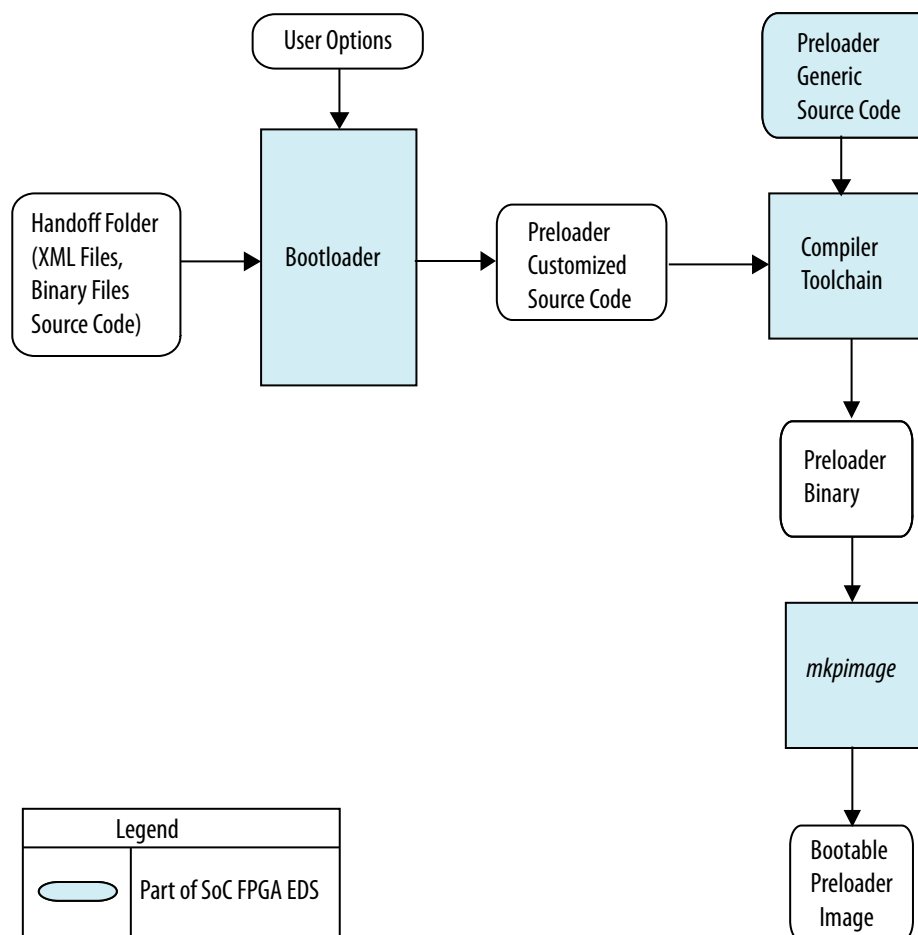 User Options
Preloader
Generic
Source Code
Handoff Folder
(XML Files,
Binary Files
Source Code)
Bootloader
Preloader
Customized
Source Code
Compiler
Toolchain
Preloader
Binary
mkpimage
Bootable
Preloader
Image
Legend
Part of SoC FPGA EDS